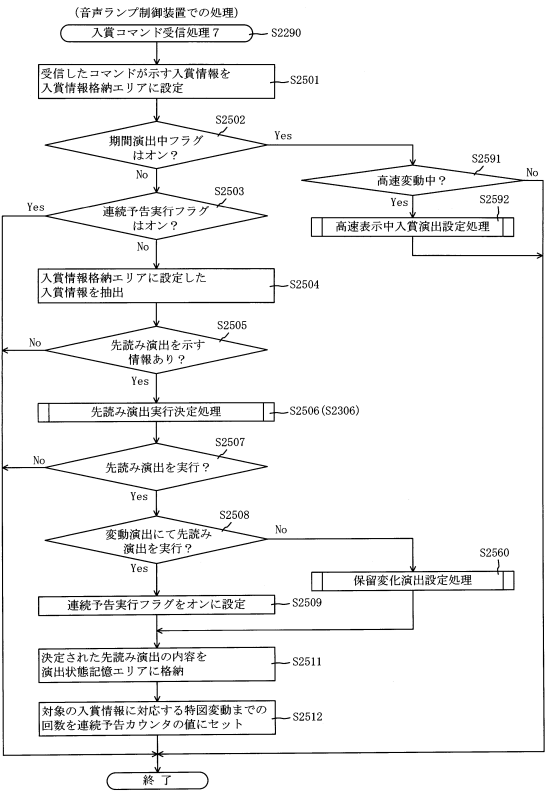 (音声ランプ制御装置での処理)
入賞コマンド受信処理７
S2290
受信したコマンドが示す入賞情報を
入賞情報格納エリアに設定
S2501
期間演出中フラグ
はオン？
S2502
Yes
No
高速変動中？
S2591
No
Yes
連続予告実行フラグ
はオン？
S2503
Yes
No
高速表示中入賞演出設定処理
S2592
入賞情報格納エリアに設定した
入賞情報を抽出
S2504
先読み演出を示す
情報あり？
S2505
No
Yes
先読み演出実行決定処理
S2506(S2306)
先読み演出を実行？
S2507
No
Yes
変動演出にて先読み
演出を実行？
S2508
No
Yes
保留変化演出設定処理
S2560
連続予告実行フラグをオンに設定
S2509
決定された先読み演出の内容を
演出状態記憶エリアに格納
S2511
対象の入賞情報に対応する特図変動までの
回数を連続予告カウンタの値にセット
S2512
終 了